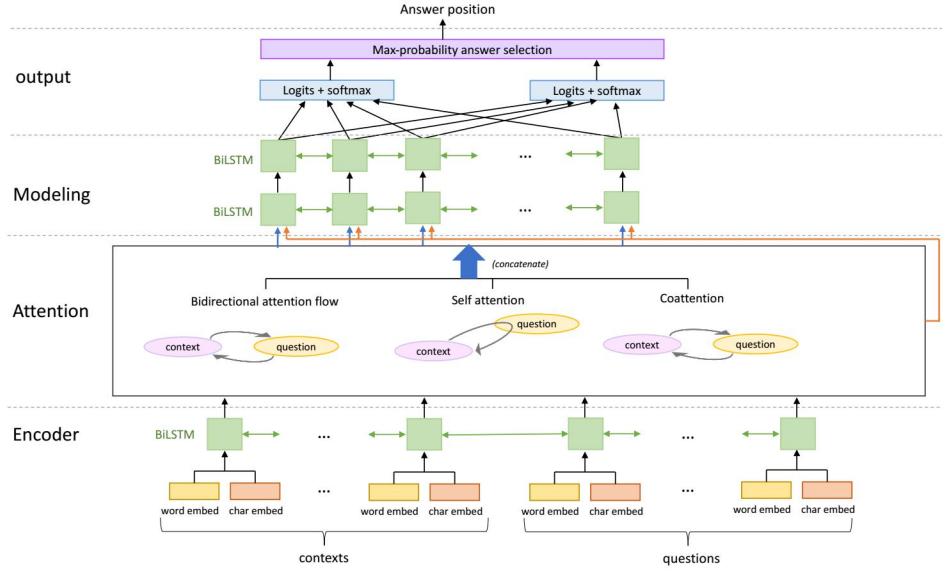 Answer position
output
Max-probability answer selection
Logits + softmax
Logits + softmax
BiLSTM
...
Modeling
BiLSTM
...
(concatenate)
Attention
Bidirectional attention flow
Self attention
Coattention
context
question
context
question
context
question
Encoder
BiLSTM
...
...
...
...
word embed
char embed
word embed
char embed
word embed
char embed
word embed
char embed
contexts
questions